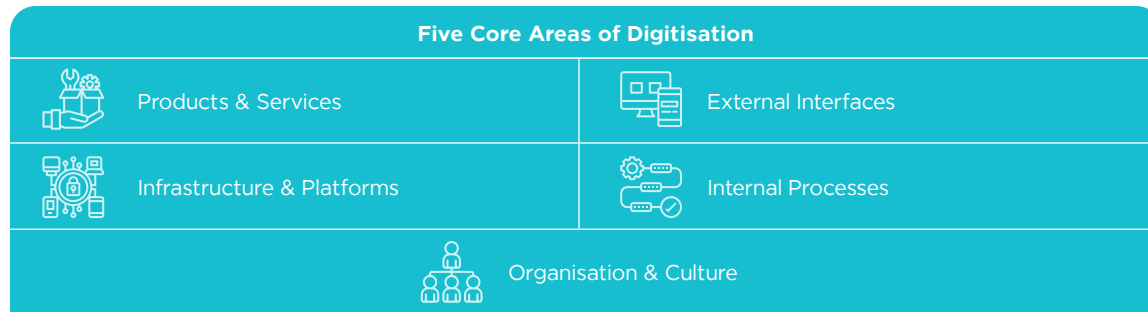 Five Core Areas of Digitisation
Products & Services
External Interfaces
Infrastructure & Platforms
Internal Processes
Organisation & Culture